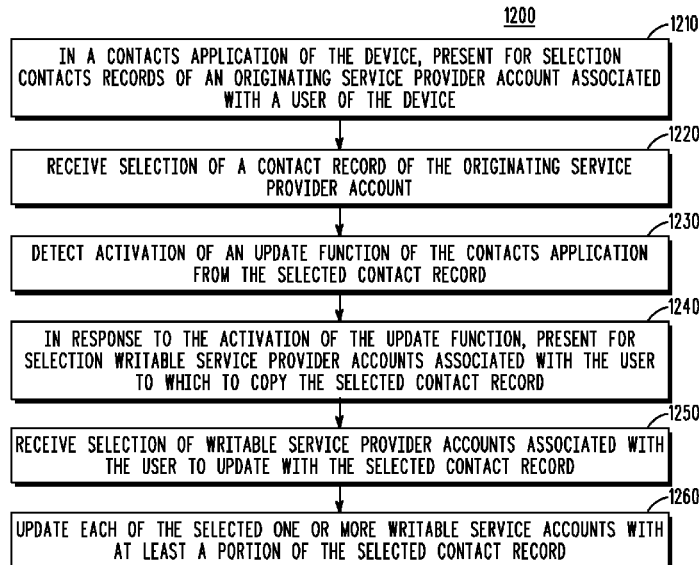 1200
1210
IN A CONTACTS APPLICATION OF THE DEVICE, PRESENT FOR SELECTION
CONTACTS RECORDS OF AN ORIGINATING SERVICE PROVIDER ACCOUNT ASSOCIATED
WITH A USER OF THE DEVICE
1220
RECEIVE SELECTION OF A CONTACT RECORD OF THE ORIGINATING SERVICE
PROVIDER ACCOUNT
1230
DETECT ACTIVATION OF AN UPDATE FUNCTION OF THE CONTACTS APPLICATION
FROM THE SELECTED CONTACT RECORD
1240
IN RESPONSE TO THE ACTIVATION OF THE UPDATE FUNCTION, PRESENT FOR
SELECTION WRITABLE SERVICE PROVIDER ACCOUNTS ASSOCIATED WITH THE USER
TO WHICH TO COPY THE SELECTED CONTACT RECORD
1250
RECEIVE SELECTION OF WRITABLE SERVICE PROVIDER ACCOUNTS ASSOCIATED WITH
THE USER TO UPDATE WITH THE SELECTED CONTACT RECORD
1260
UPDATE EACH OF THE SELECTED ONE OR MORE WRITABLE SERVICE ACCOUNTS WITH
AT LEAST A PORTION OF THE SELECTED CONTACT RECORD